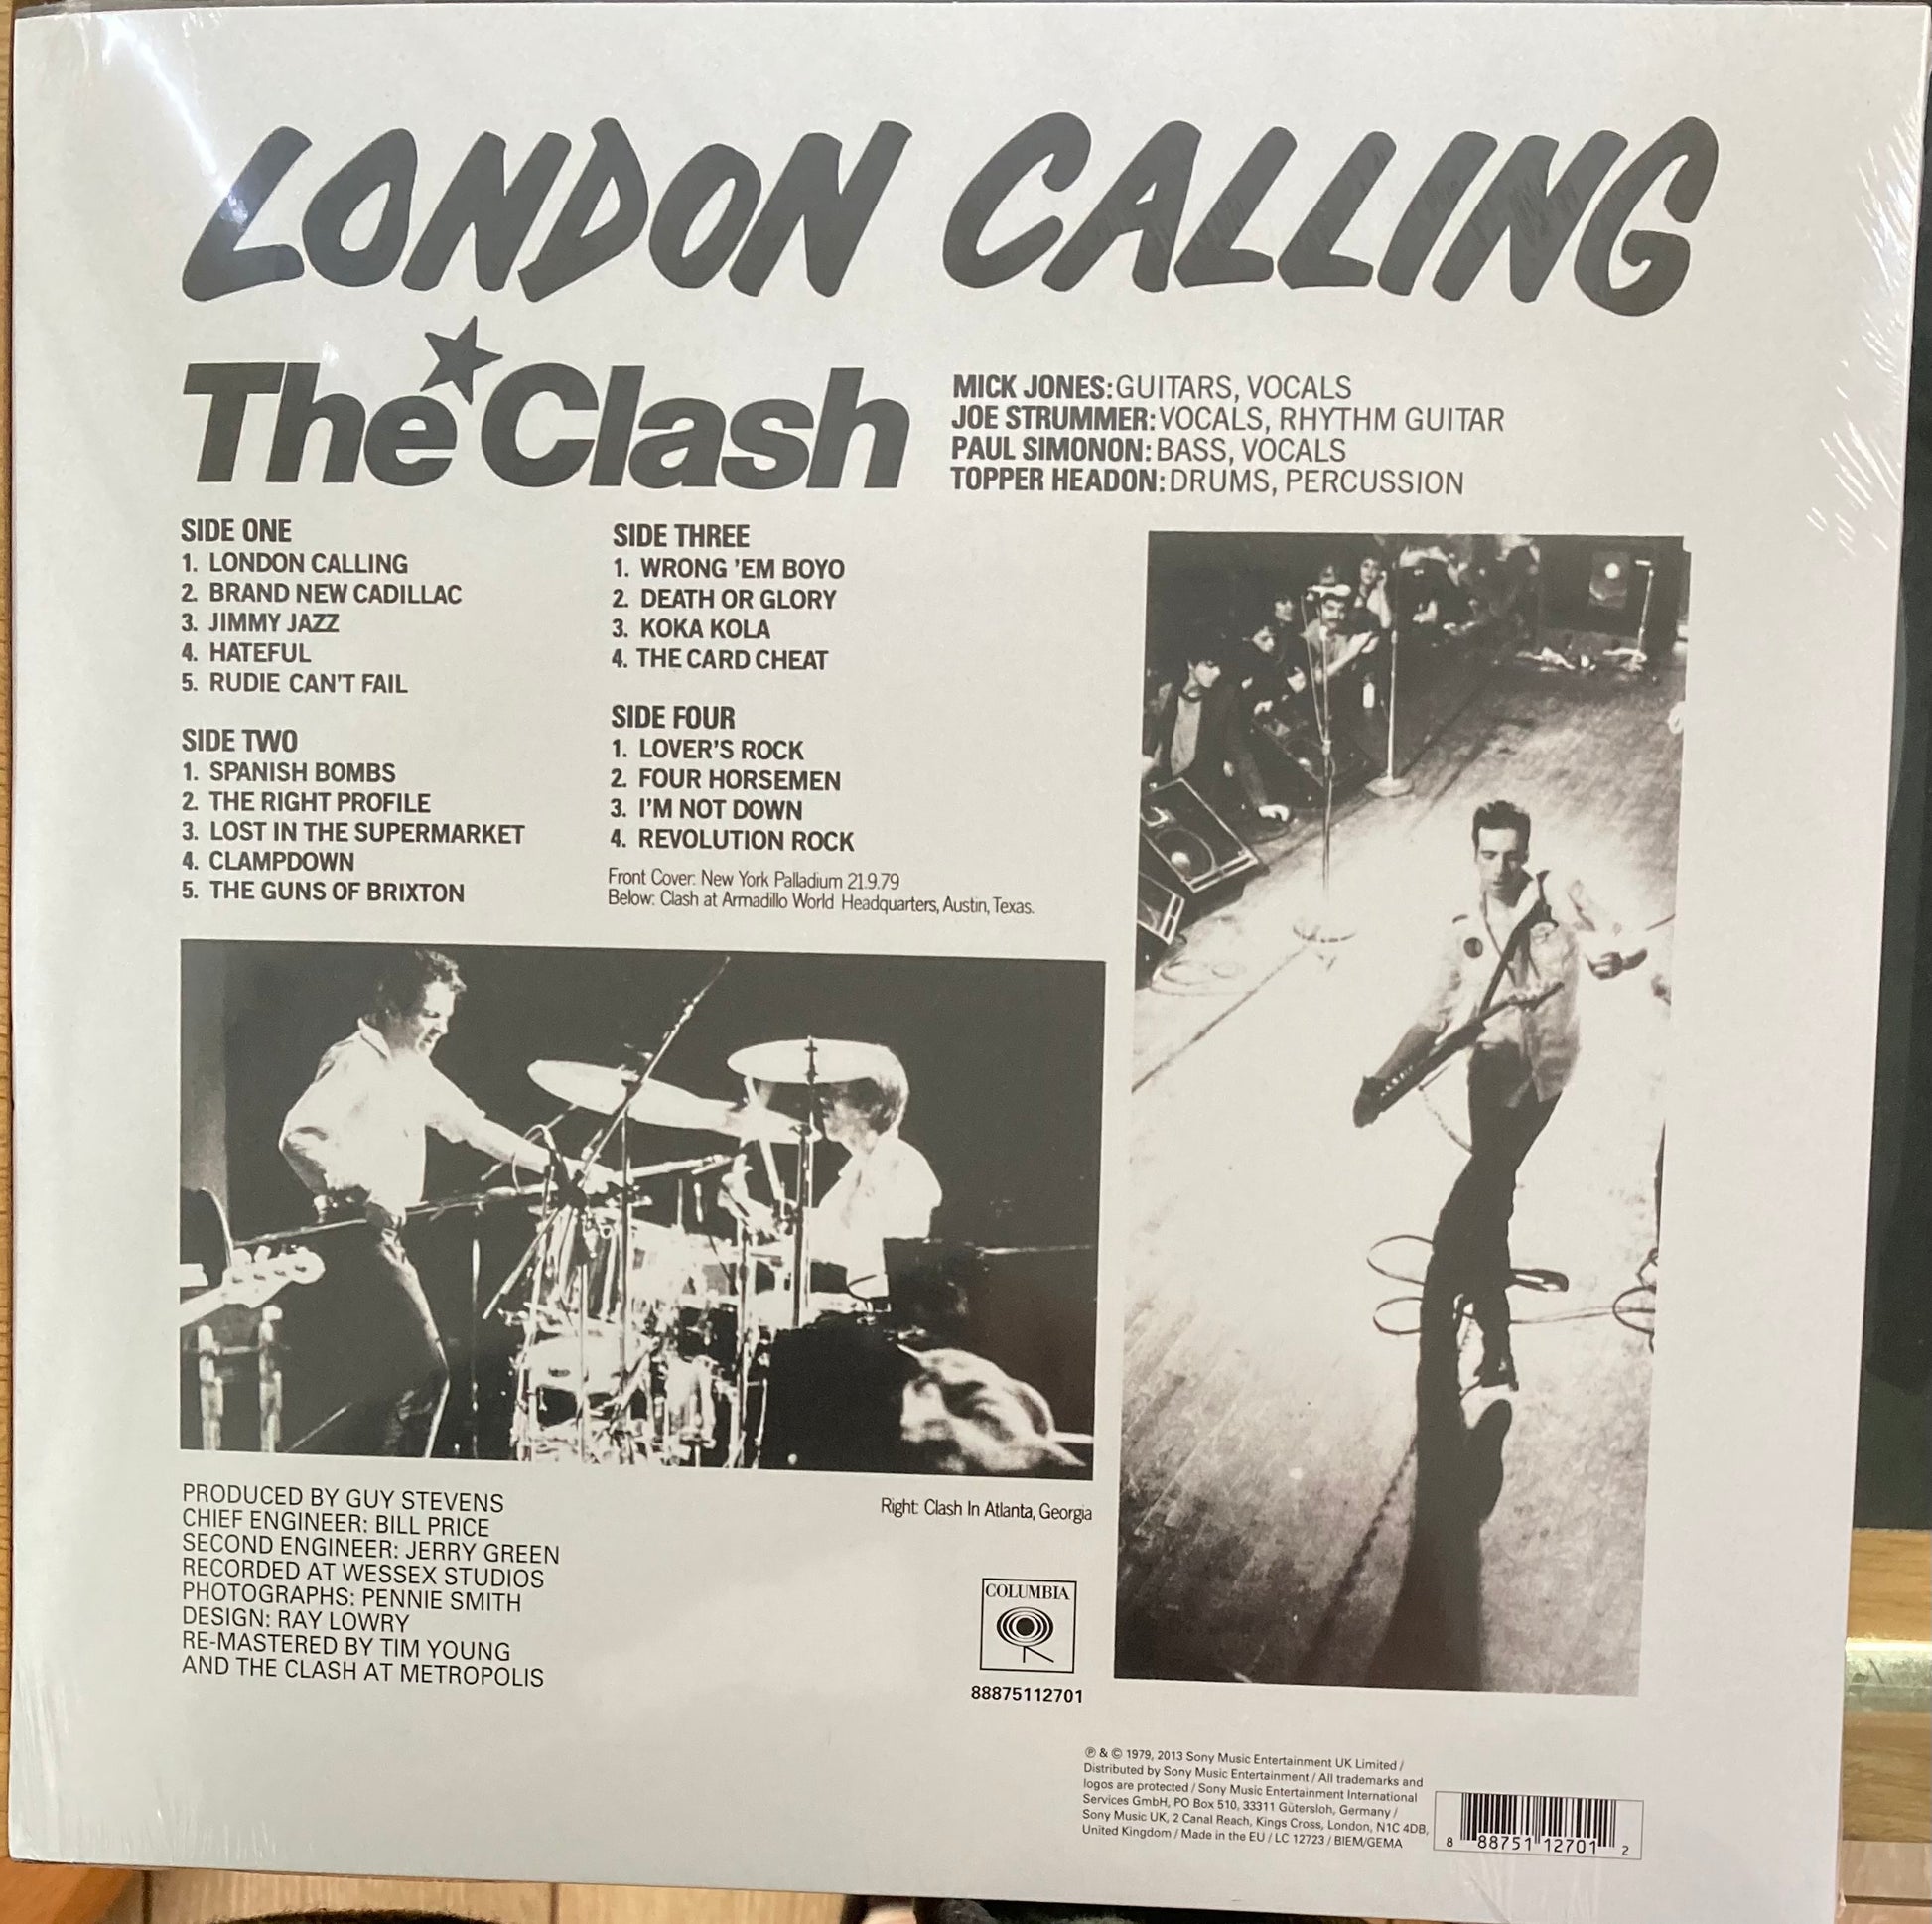 LONDON CALLING
The Clash
MICK JONES: GUITARS, VOCALS
JOE STRUMMER: VOCALS, RHYTHM GUITAR
PAUL SIMONON: BASS, VOCALS
TOPPER HEADON: DRUMS, PERCUSSION
SIDE ONE
1. LONDON CALLING
2. BRAND NEW CADILLAC
3. JIMMY JAZZ
4. HATEFUL
5. RUDIE CAN'T FAIL
SIDE TWO
1. SPANISH BOMBS
2. THE RIGHT PROFILE
3. LOST IN THE SUPERMARKET
4. CLAMPDOWN
5. THE GUNS OF BRIXTON
SIDE THREE
1. WRONG 'EM BOYO
2. DEATH OR GLORY
3. KOKA KOLA
4. THE CARD CHEAT
SIDE FOUR
1. LOVER'S ROCK
2. FOUR HORSEMEN
3. I'M NOT DOWN
4. REVOLUTION ROCK
Front Cover: New York Palladium 21.9.79
Below: Clash at Armadillo World Headquarters, Austin, Texas.
PRODUCED BY GUY STEVENS
CHIEF ENGINEER: BILL PRICE
SECOND ENGINEER: JERRY GREEN
RECORDED AT WESSEX STUDIOS
PHOTOGRAPHS: PENNIE SMITH
DESIGN: RAY LOWRY
RE-MASTERED BY TIM YOUNG
AND THE CLASH AT METROPOLIS
Right: Clash In Atlanta, Georgia
COLUMBIA
88875112701
℗ & © 1979, 2013 Sony Music Entertainment UK Limited /
Distributed by Sony Music Entertainment / All trademarks and
logos are protected / Sony Music Entertainment International
Services GmbH, PO Box 510, 33311 Gütersloh, Germany /
Sony Music UK, 2 Canal Reach, Kings Cross, London, N1C 4DB,
United Kingdom / Made in the EU / LC 12723 / BIEM/GEMA
8 88751 12701 2